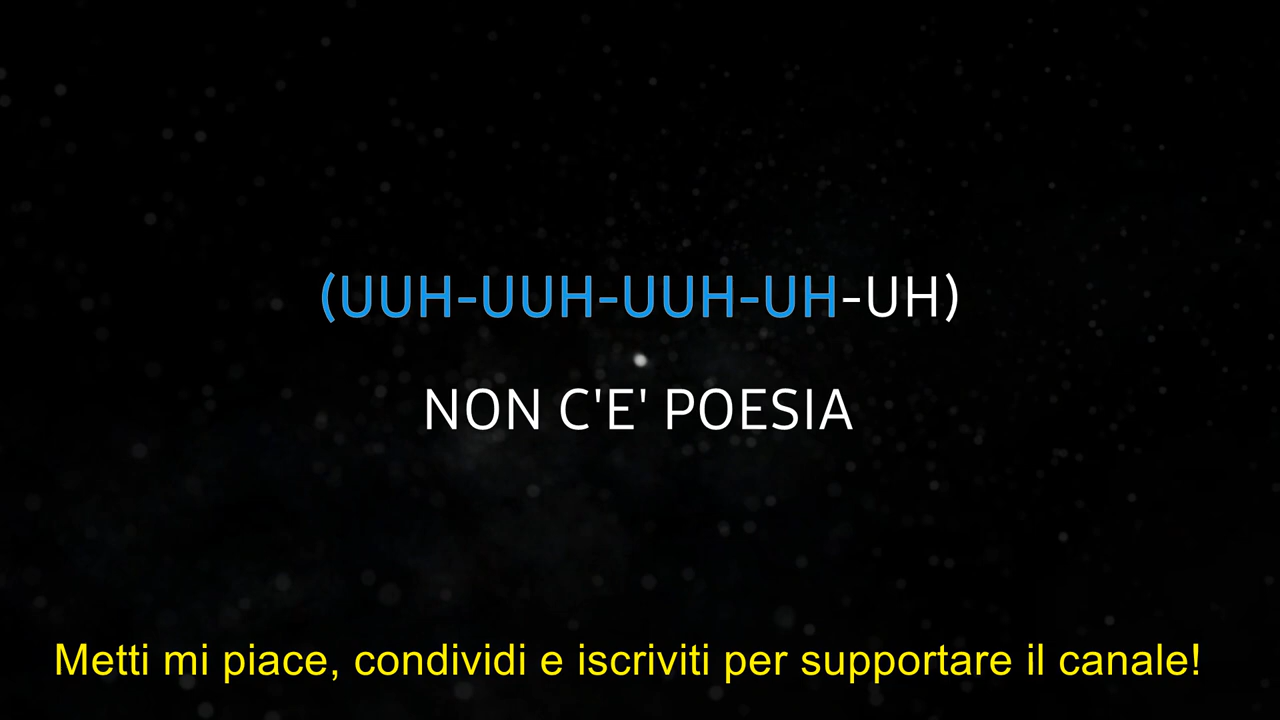 (UUH-UUH-UUH-UH-UH)
NON C'E' POESIA
Metti mi piace, condividi e iscriviti per supportare il canale!